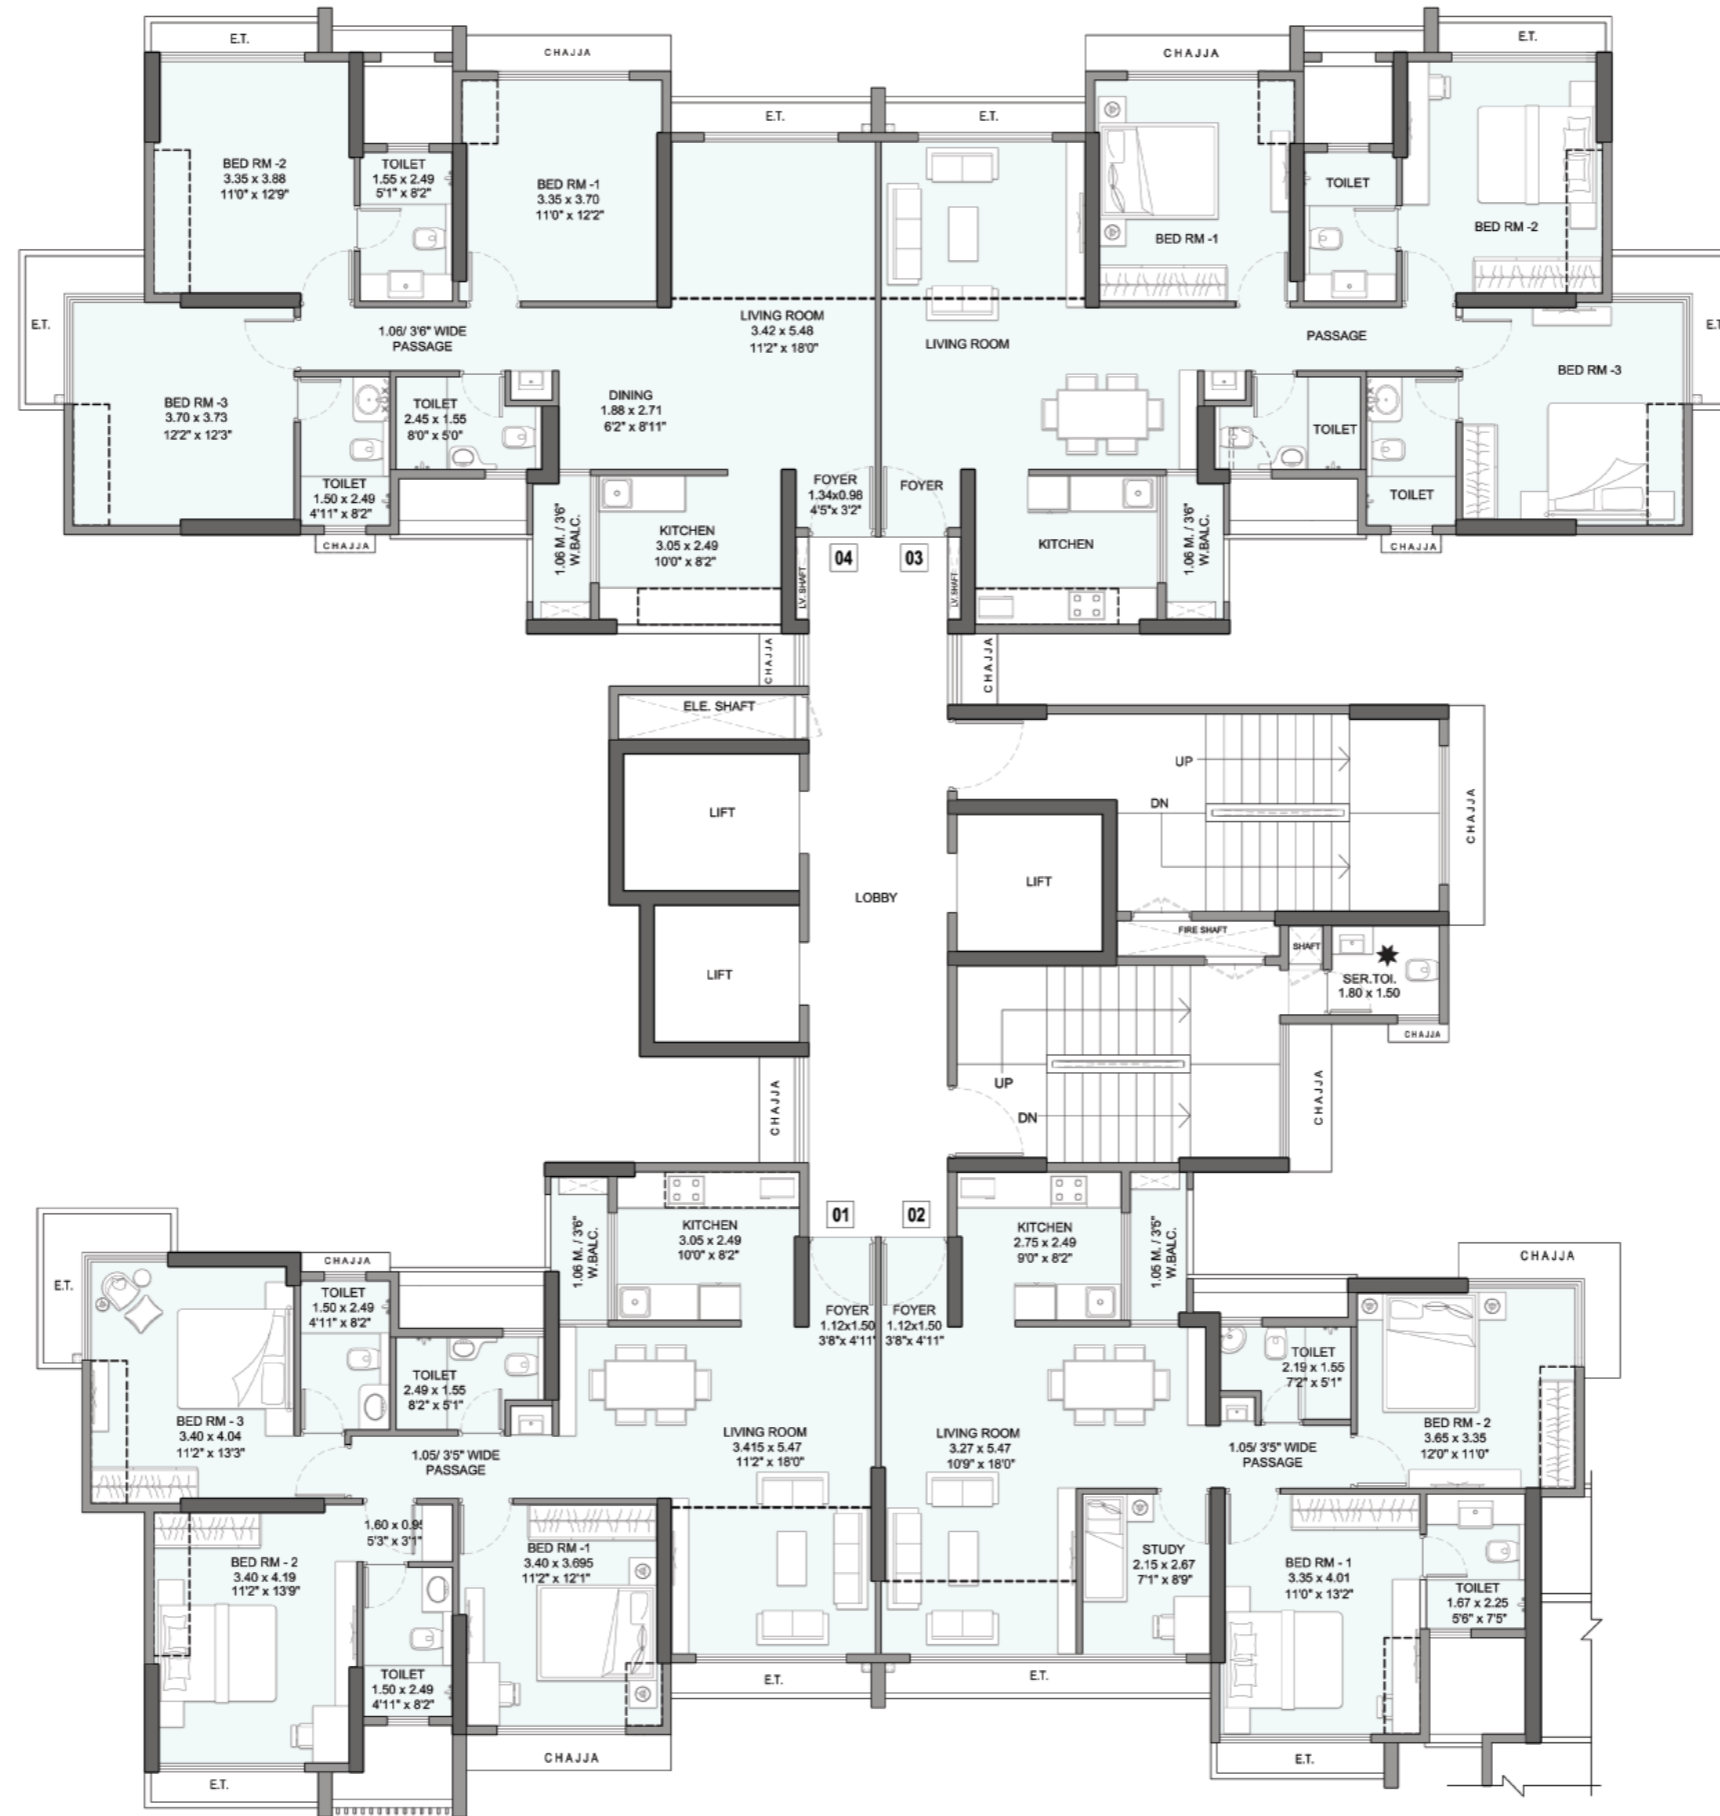 E.T.
CHAJJA
CHAJJA
E.T.
E.T.
E.T.
BED RM -2
3.35 x 3.88
11'0" x 12'9"
TOILET
1.55 x 2.49
5'1" x 8'2"
BED RM -1
3.35 x 3.70
11'0" x 12'2"
BED RM -1
TOILET
BED RM -2
E.T.
1.06/ 3'6" WIDE
PASSAGE
LIVING ROOM
3.42 x 5.48
11'2" x 18'0"
LIVING ROOM
PASSAGE
BED RM -3
BED RM -3
3.70 x 3.73
12'2" x 12'3"
TOILET
2.45 x 1.55
8'0" x 5'0"
DINING
1.88 x 2.71
6'2" x 8'11"
TOILET
TOILET
1.50 x 2.49
4'11" x 8'2"
FOYER
1.34x0.98
4'5"x 3'2"
FOYER
TOILET
CHAJJA
1.06 M. / 3'6"
W.BALC.
KITCHEN
3.05 x 2.49
10'0" x 8'2"
04
03
KITCHEN
1.06 M. / 3'6"
W.BALC.
CHAJJA
LV. SHAFT
LV. SHAFT
CHAJJA
CHAJJA
ELE. SHAFT
UP
DN
CHAJJA
LIFT
LIFT
LOBBY
FIRE SHAFT
SHAFT
LIFT
SER.TOI.
1.80 x 1.50
CHAJJA
UP
DN
CHAJJA
CHAJJA
01
02
1.06 M. / 3'6"
W.BALC.
KITCHEN
3.05 x 2.49
10'0" x 8'2"
KITCHEN
2.75 x 2.49
9'0" x 8'2"
1.05 M. / 3'5"
W.BALC.
CHAJJA
CHAJJA
E.T.
TOILET
1.50 x 2.49
4'11" x 8'2"
FOYER
1.12x1.50
3'8"x 4'11"
FOYER
1.12x1.50
3'8"x 4'11"
TOILET
2.49 x 1.55
8'2" x 5'1"
TOILET
2.19 x 1.55
7'2" x 5'1"
BED RM - 3
3.40 x 4.04
11'2" x 13'3"
BED RM - 2
3.65 x 3.35
12'0" x 11'0"
1.05/ 3'5" WIDE
PASSAGE
LIVING ROOM
3.415 x 5.47
11'2" x 18'0"
LIVING ROOM
3.27 x 5.47
10'9" x 18'0"
1.05/ 3'5" WIDE
PASSAGE
1.60 x 0.95
5'3" x 3'1"
BED RM - 2
3.40 x 4.19
11'2" x 13'9"
BED RM -1
3.40 x 3.695
11'2" x 12'1"
STUDY
2.15 x 2.67
7'1" x 8'9"
BED RM - 1
3.35 x 4.01
11'0" x 13'2"
TOILET
1.67 x 2.25
5'6" x 7'5"
TOILET
1.50 x 2.49
4'11" x 8'2"
E.T.
E.T.
CHAJJA
E.T.
E.T.